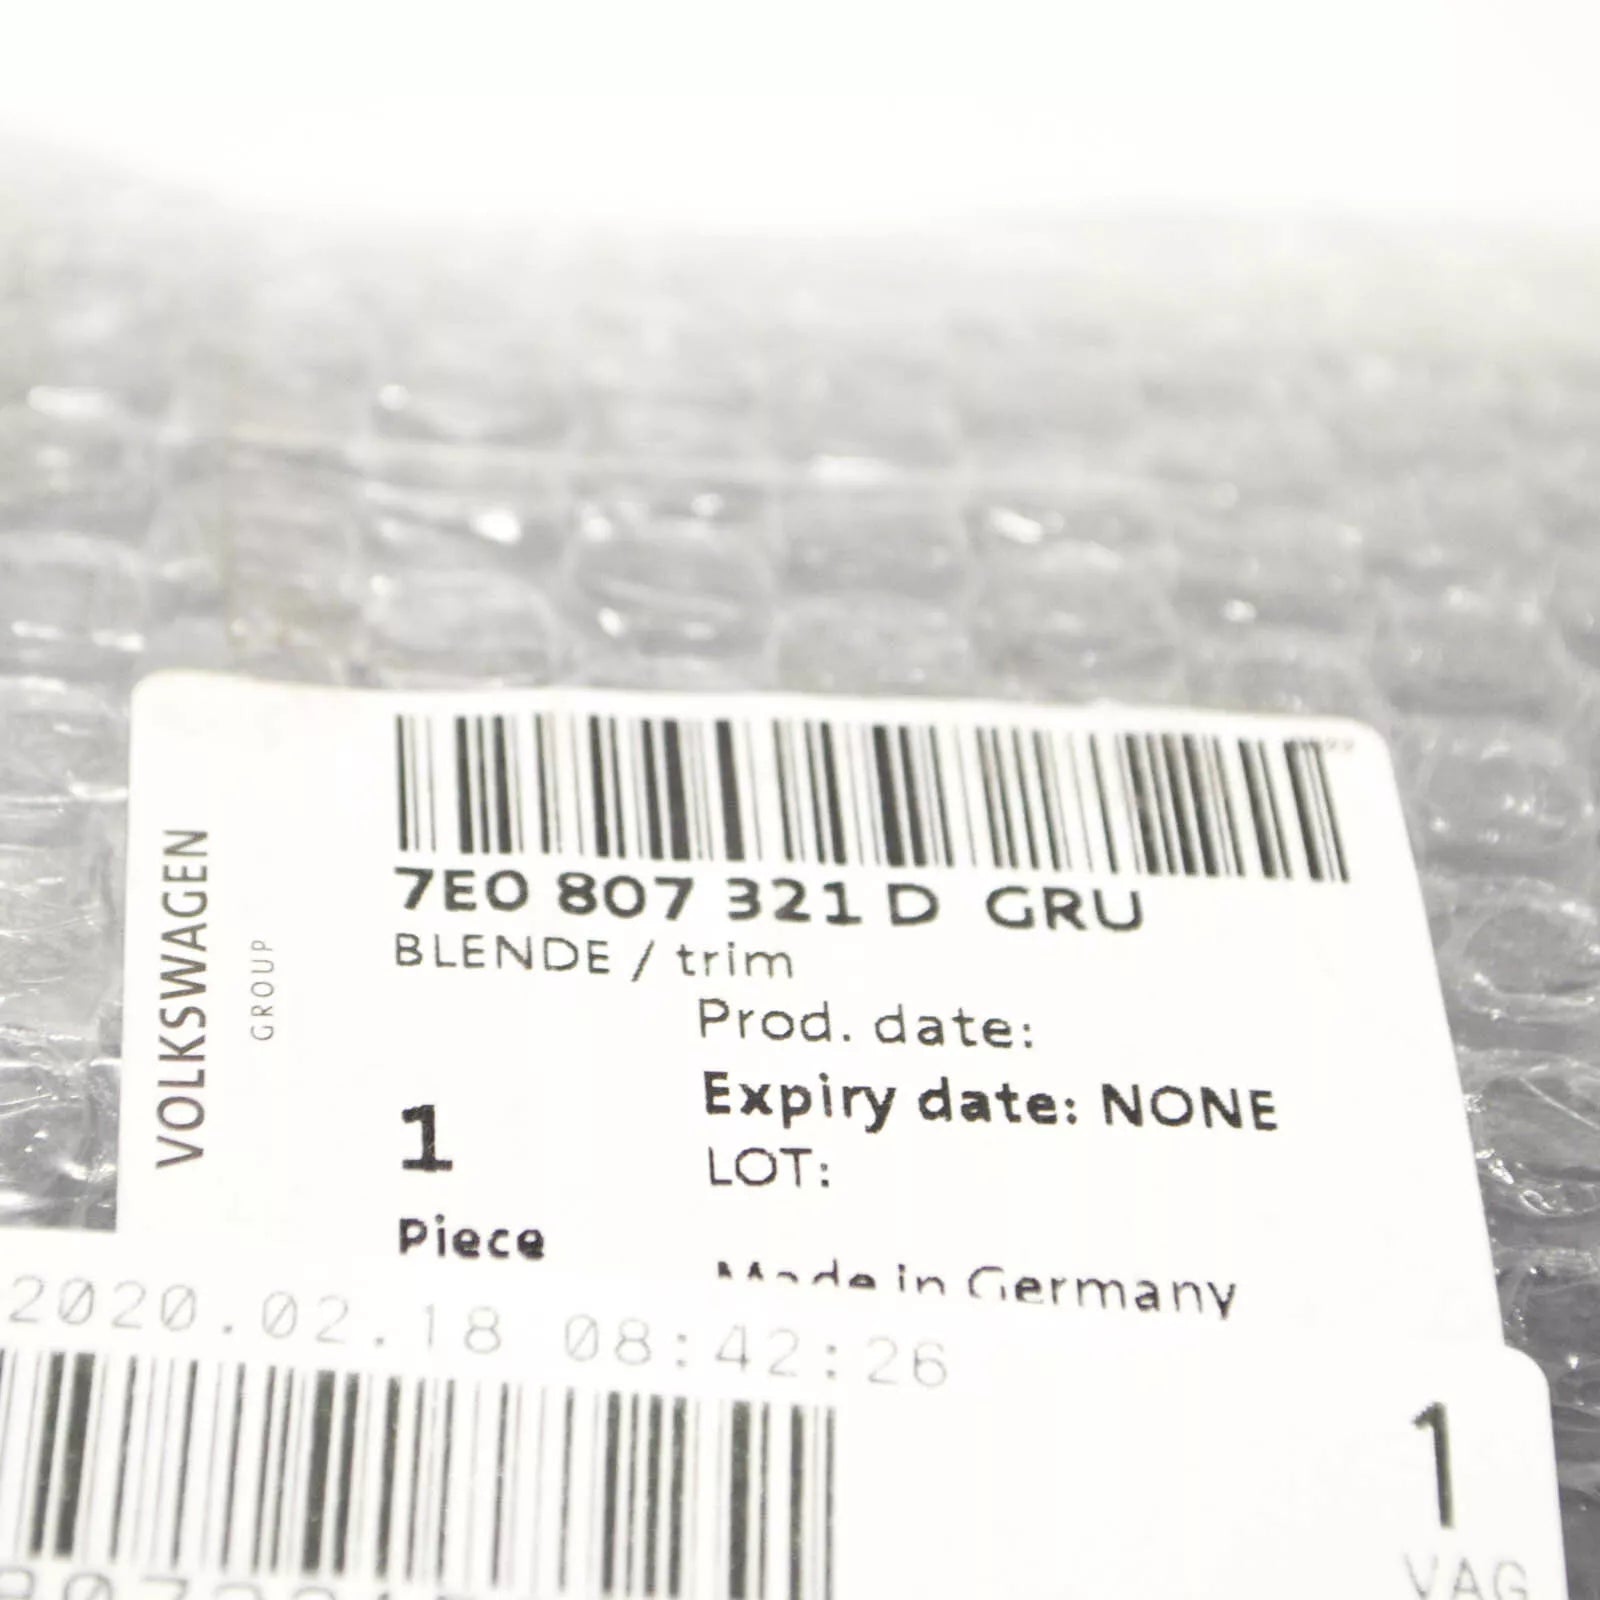 VOLKSWAGEN
GROUP
7E0 807 321 D GRU
BLENDE / trim
Prod. date:
Expiry date: NONE
LOT:
1
Piece
Made in Germany
2020.02.18 08:42:26
1
VAG